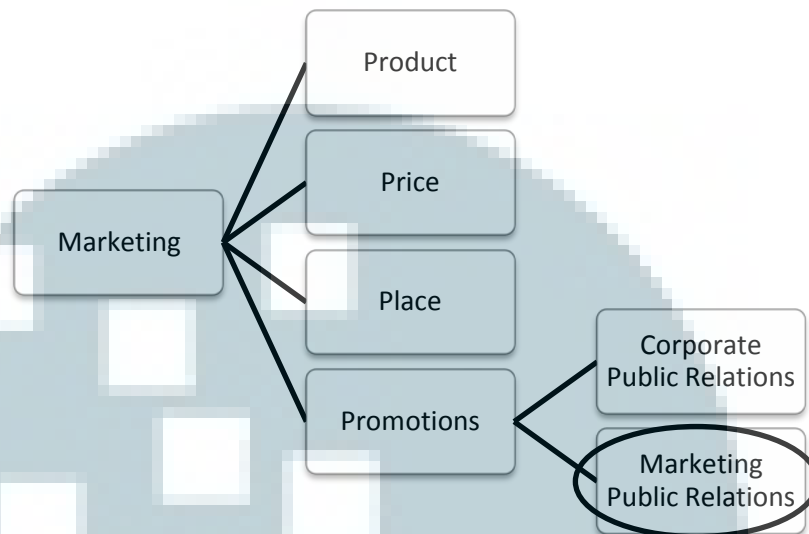 Product
Price
Marketing
Place
Promotions
Corporate
Public Relations
Marketing
Public Relations